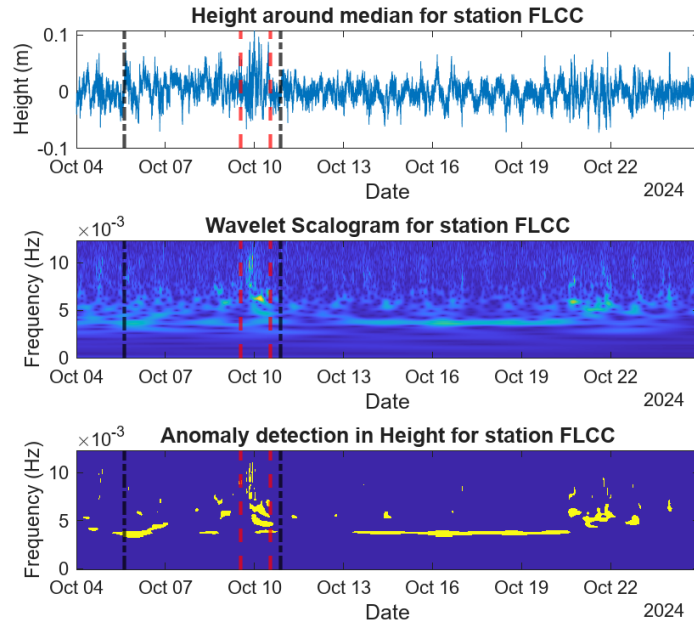 Height around median for station FLCC
Height (m)
0.1
0
-0.1
Oct 04 Oct 07 Oct 10 Oct 13 Oct 16 Oct 19 Oct 22
Date
2024
×10⁻³
Wavelet Scalogram for station FLCC
Frequency (Hz)
10
5
0
Oct 04 Oct 07 Oct 10 Oct 13 Oct 16 Oct 19 Oct 22
Date
2024
×10⁻³
Anomaly detection in Height for station FLCC
Frequency (Hz)
10
5
0
Oct 04 Oct 07 Oct 10 Oct 13 Oct 16 Oct 19 Oct 22
Date
2024